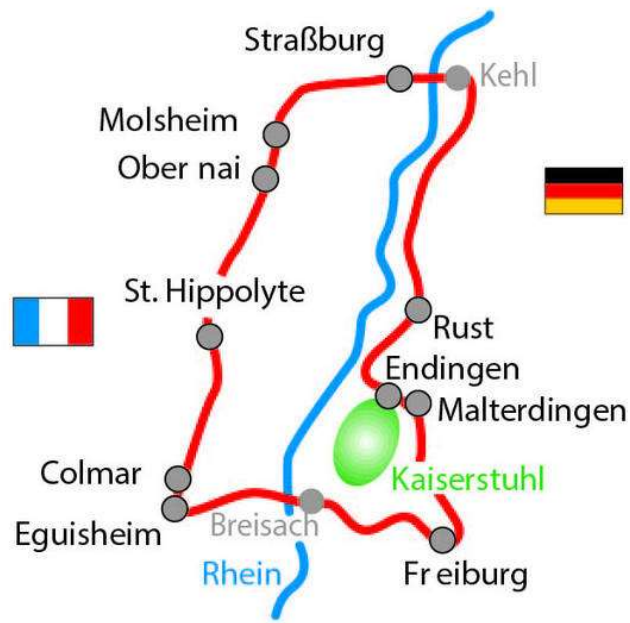 Straßburg
Kehl
Molsheim
Ober nai
St. Hippolyte
Rust
Endingen
Malterdingen
Colmar
Kaiserstuhl
Eguisheim
Breisach
Rhein
Fr eiburg